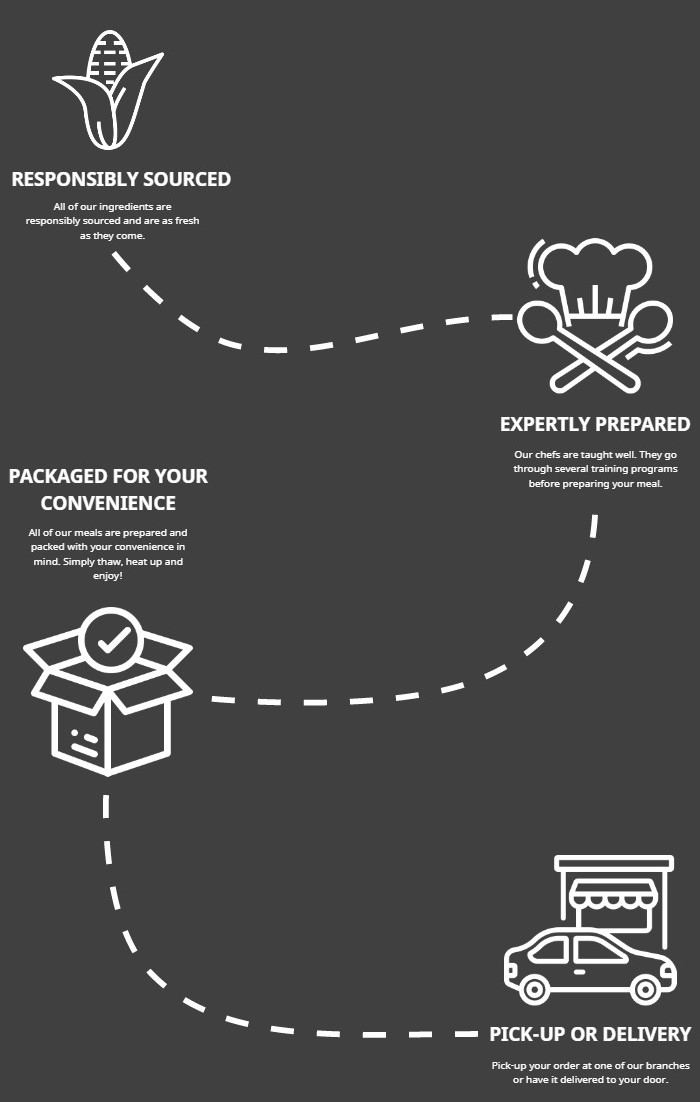 RESPONSIBLY SOURCED
All of our ingredients are
responsibly sourced and are as fresh
as they come.
EXPERTLY PREPARED
Our chefs are taught well. They go
through several training programs
before preparing your meal.
PACKAGED FOR YOUR
CONVENIENCE
All of our meals are prepared and
packed with your convenience in
mind. Simply thaw, heat up and
enjoy!
PICK-UP OR DELIVERY
Pick-up your order at one of our branches
or have it delivered to your door.